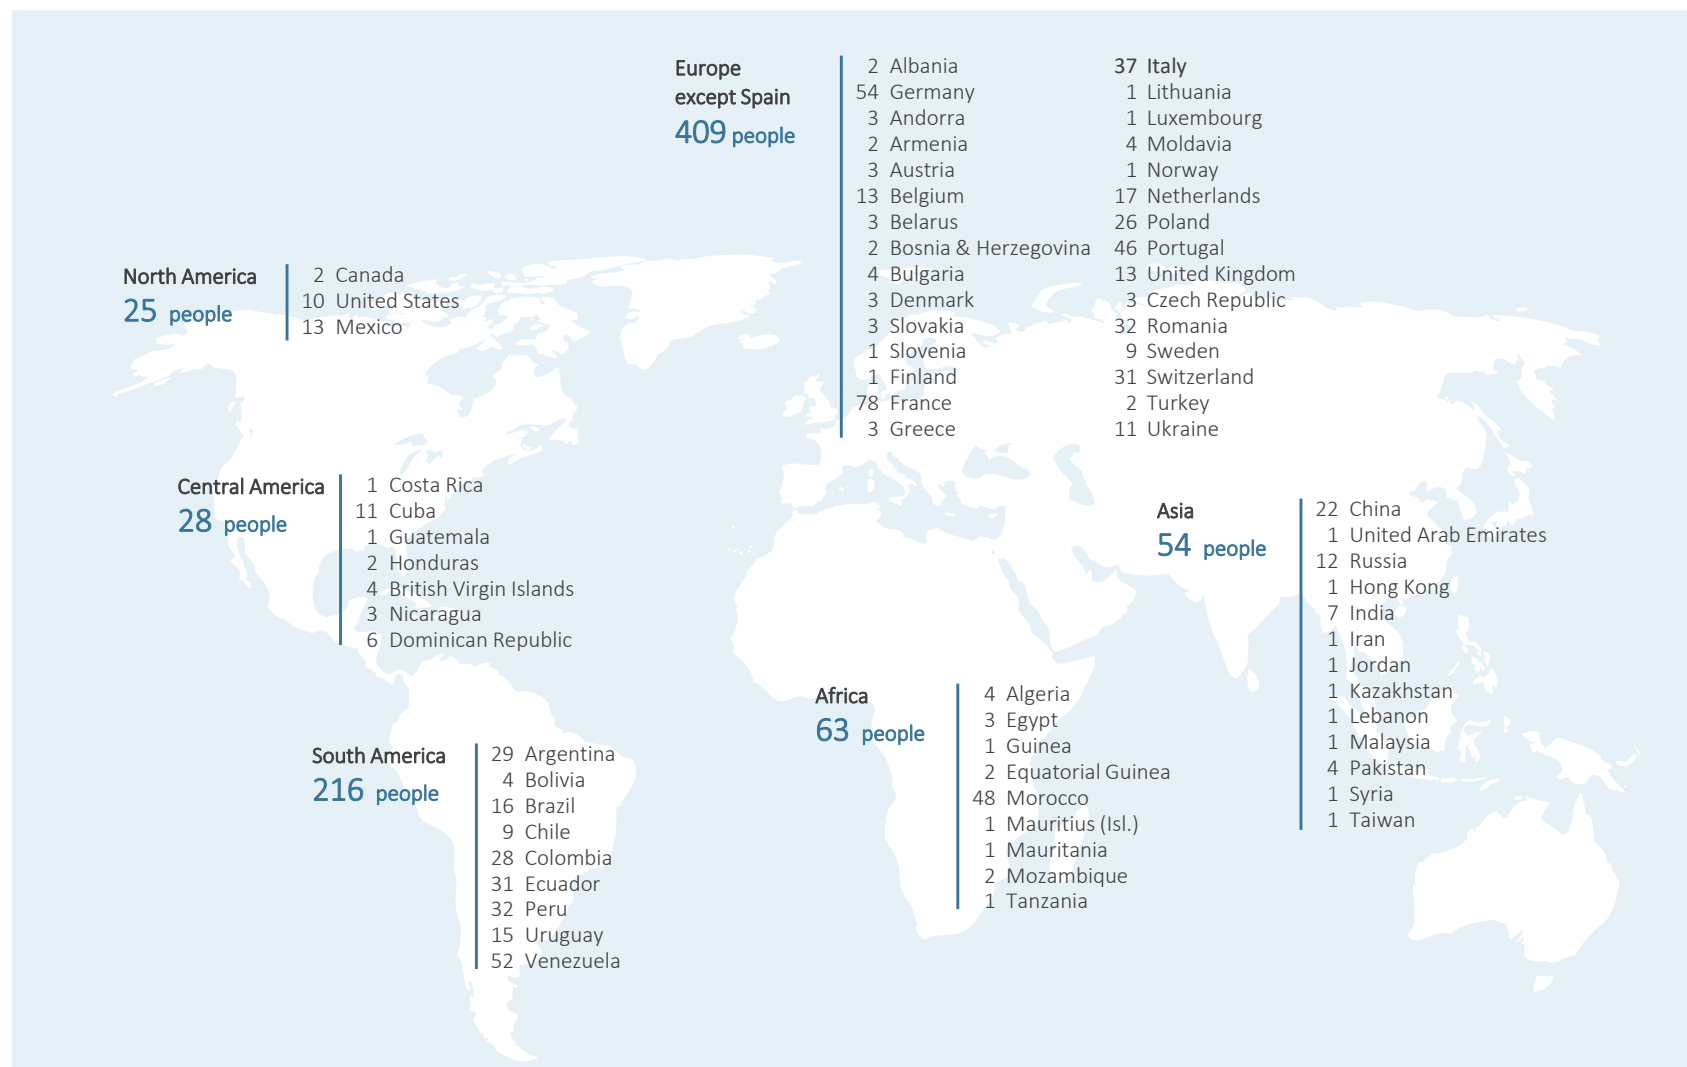 Europe
except Spain
409 people
2 Albania
54 Germany
3 Andorra
2 Armenia
3 Austria
13 Belgium
3 Belarus
2 Bosnia & Herzegovina
4 Bulgaria
3 Denmark
3 Slovakia
1 Slovenia
1 Finland
78 France
3 Greece
37 Italy
1 Lithuania
1 Luxembourg
4 Moldavia
1 Norway
17 Netherlands
26 Poland
46 Portugal
13 United Kingdom
3 Czech Republic
32 Romania
9 Sweden
31 Switzerland
2 Turkey
11 Ukraine
North America
25 people
2 Canada
10 United States
13 Mexico
Central America
28 people
1 Costa Rica
11 Cuba
1 Guatemala
2 Honduras
4 British Virgin Islands
3 Nicaragua
6 Dominican Republic
Asia
54 people
22 China
1 United Arab Emirates
12 Russia
1 Hong Kong
7 India
1 Iran
1 Jordan
1 Kazakhstan
1 Lebanon
1 Malaysia
4 Pakistan
1 Syria
1 Taiwan
Africa
63 people
4 Algeria
3 Egypt
1 Guinea
2 Equatorial Guinea
48 Morocco
1 Mauritius (Isl.)
1 Mauritania
2 Mozambique
1 Tanzania
South America
216 people
29 Argentina
4 Bolivia
16 Brazil
9 Chile
28 Colombia
31 Ecuador
32 Peru
15 Uruguay
52 Venezuela